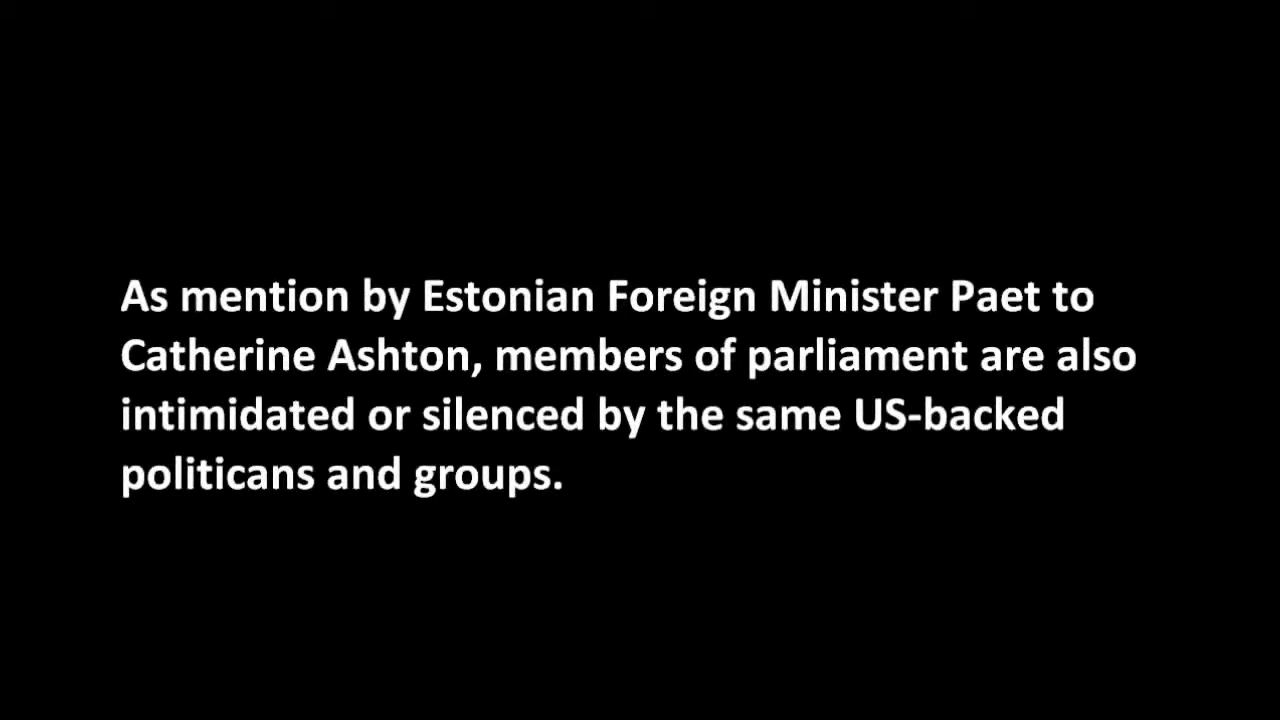 As mention by Estonian Foreign Minister Paet to
Catherine Ashton, members of parliament are also
intimidated or silenced by the same US-backed
politicans and groups.